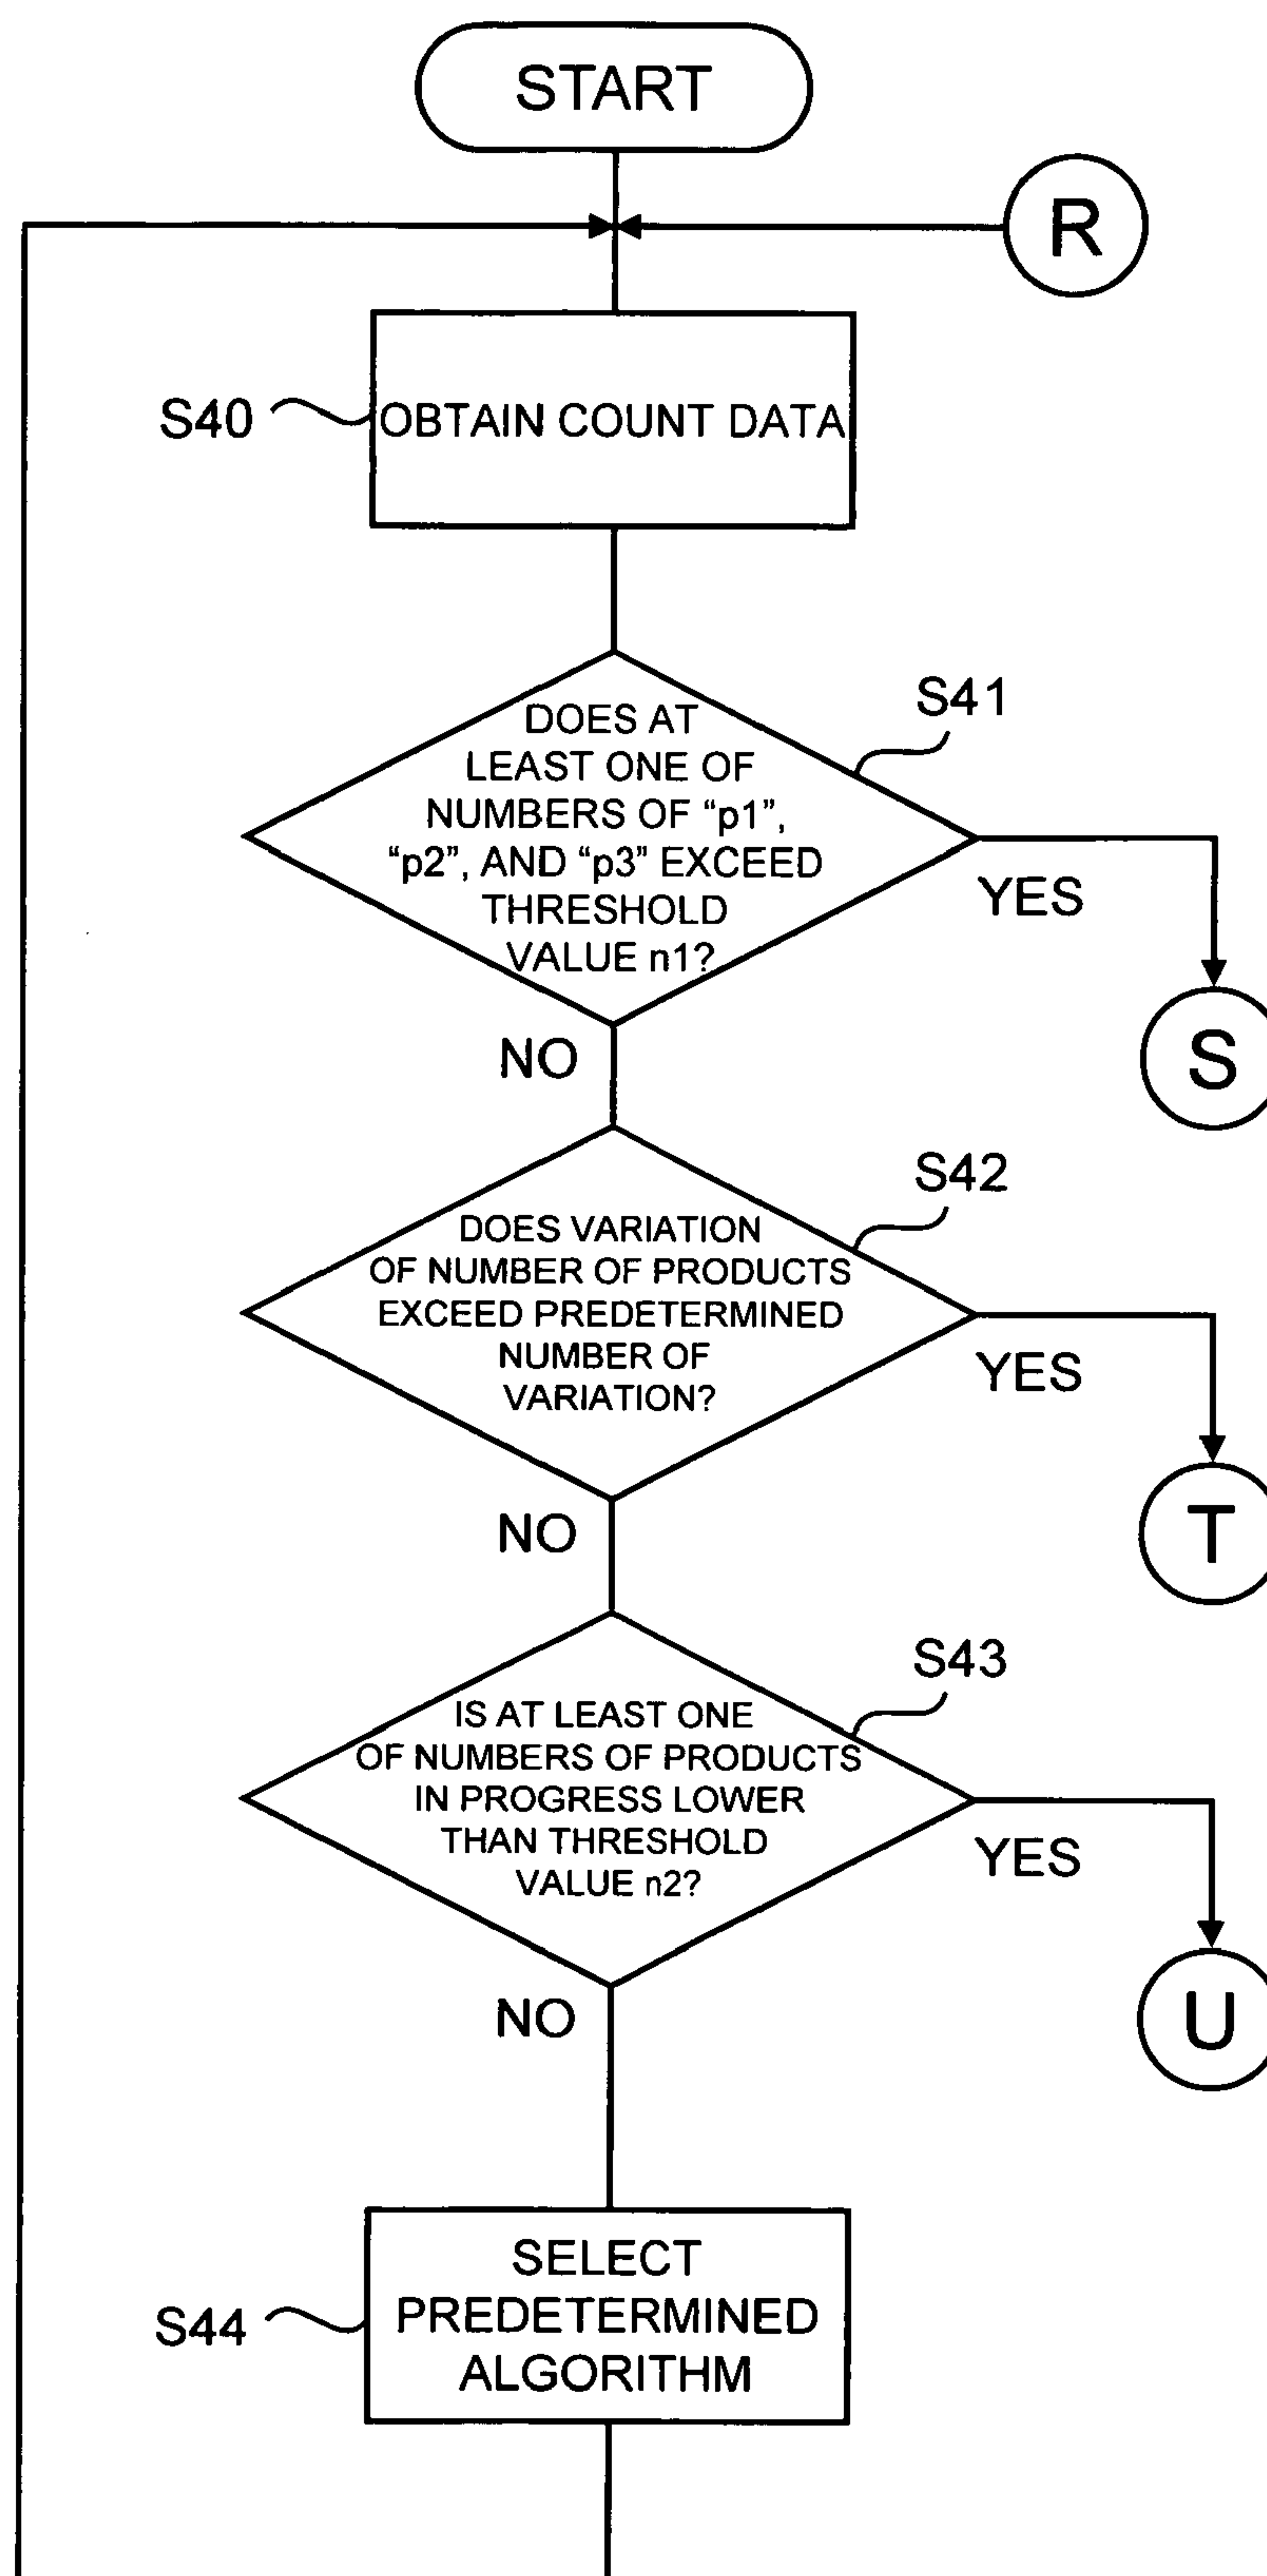 START
R
S40
OBTAIN COUNT DATA
S41
DOES AT
LEAST ONE OF
NUMBERS OF “p1”,
“p2”, AND “p3” EXCEED
THRESHOLD
VALUE n1?
YES
S
NO
S42
DOES VARIATION
OF NUMBER OF PRODUCTS
EXCEED PREDETERMINED
NUMBER OF
VARIATION?
YES
T
NO
S43
IS AT LEAST ONE
OF NUMBERS OF PRODUCTS
IN PROGRESS LOWER
THAN THRESHOLD
VALUE n2?
YES
U
NO
S44
SELECT
PREDETERMINED
ALGORITHM